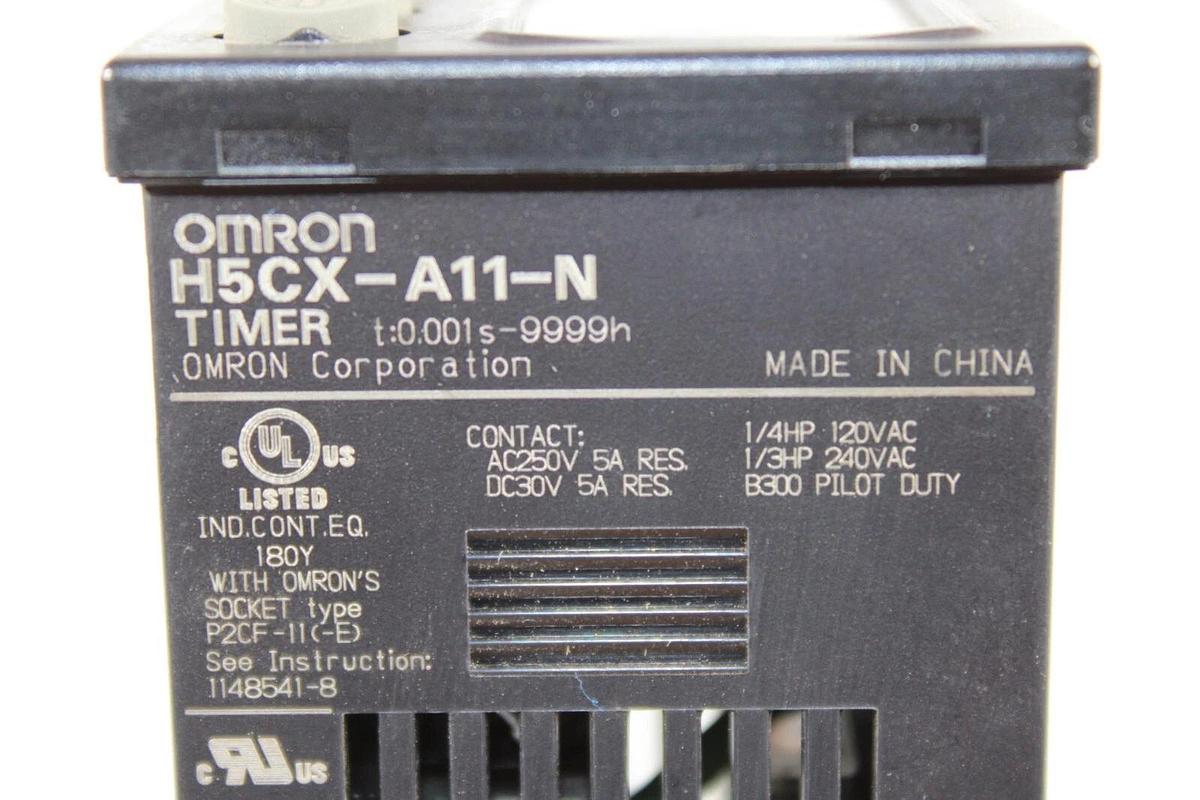 OMRON
H5CX-A11-N
TIMER t:0.001s-9999h
OMRON Corporation
MADE IN CHINA
C UL US
LISTED
IND.CONT.EQ.
180Y
WITH OMRON'S
SOCKET type
P2CF-11(-E)
See Instruction:
1148541-8
CONTACT:
AC250V 5A RES.
DC30V 5A RES.
1/4HP 120VAC
1/3HP 240VAC
B300 PILOT DUTY
C RU US